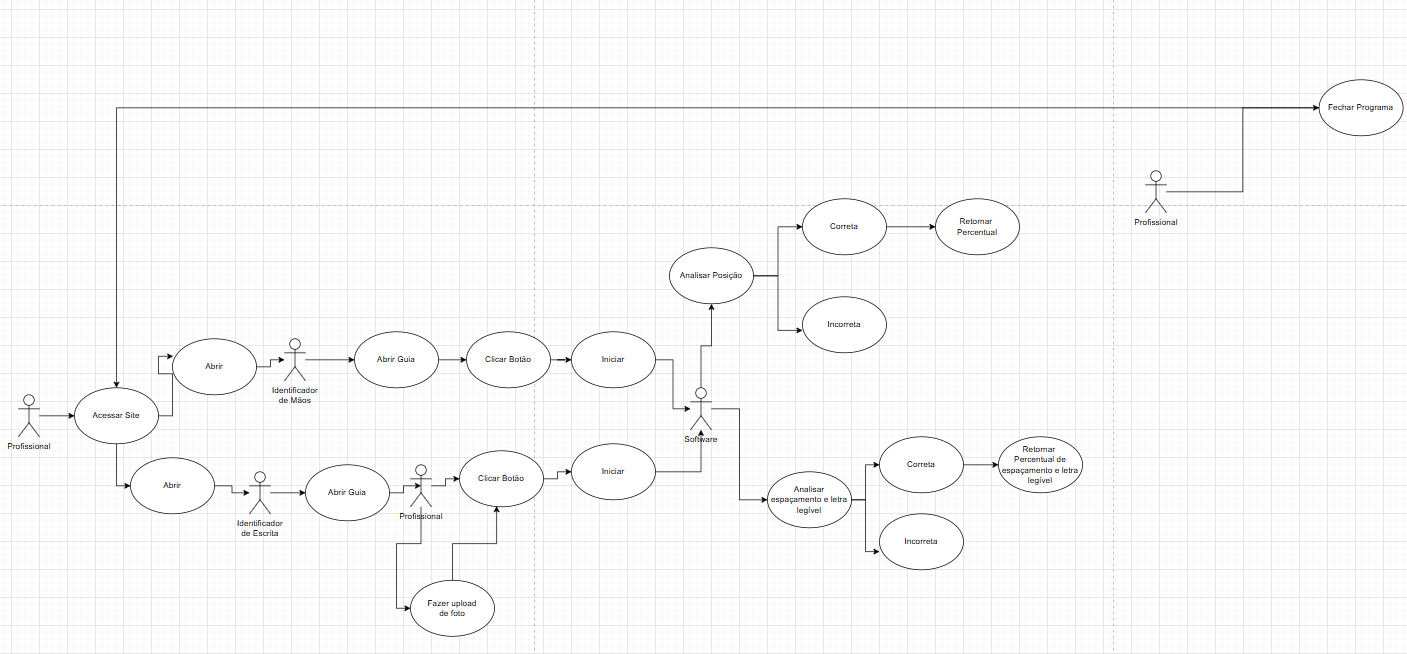 Fechar Programa
Profissional
Correta
Retornar
Percentual
Analisar Posição
Incorreta
Abrir
Identificador
de Mãos
Abrir Guia
Clicar Botão
Iniciar
Profissional
Acessar Site
Software
Abrir
Identificador
de Escrita
Abrir Guia
Profissional
Clicar Botão
Iniciar
Analisar
espaçamento e letra
legível
Correta
Retornar
Percentual de
espaçamento e letra
legível
Incorreta
Fazer upload
de foto